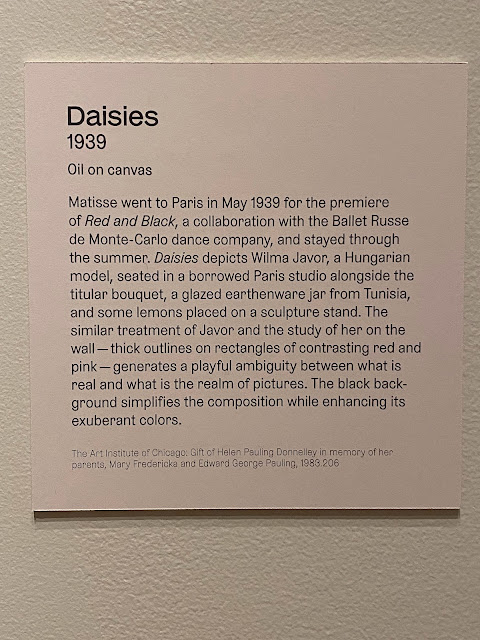 Daisies
1939
Oil on canvas
Matisse went to Paris in May 1939 for the premiere
of Red and Black, a collaboration with the Ballet Russe
de Monte-Carlo dance company, and stayed through
the summer. Daisies depicts Wilma Javor, a Hungarian
model, seated in a borrowed Paris studio alongside the
titular bouquet, a glazed earthenware jar from Tunisia,
and some lemons placed on a sculpture stand. The
similar treatment of Javor and the study of her on the
wall—thick outlines on rectangles of contrasting red and
pink—generates a playful ambiguity between what is
real and what is the realm of pictures. The black back-
ground simplifies the composition while enhancing its
exuberant colors.
The Art Institute of Chicago: Gift of Helen Pauling Donnelley in memory of her
parents, Mary Fredericka and Edward George Pauling, 1983.206